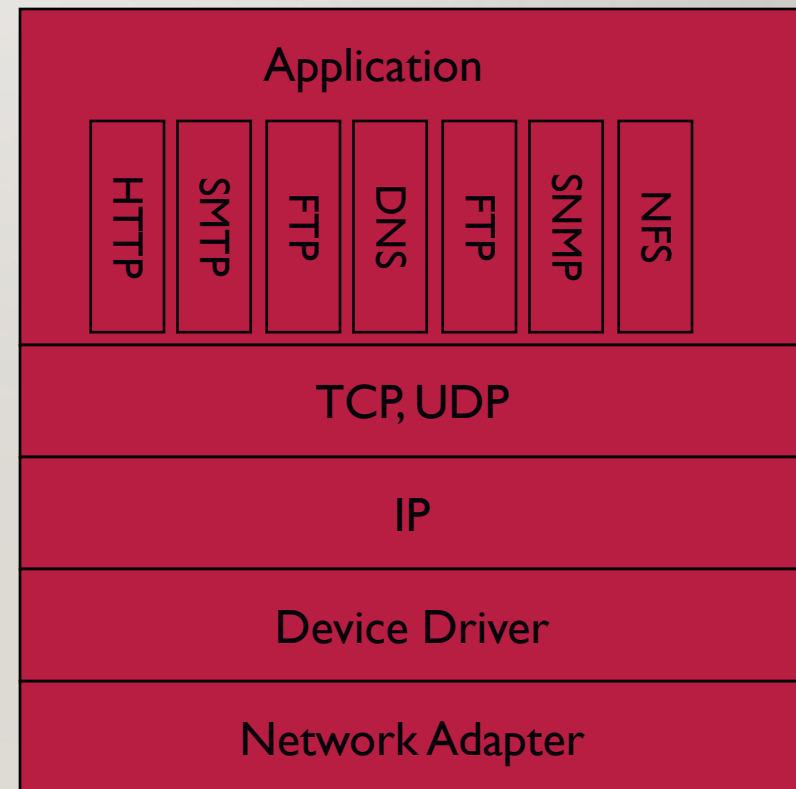 Application
HTTP
SMTP
FTP
DNS
FTP
SNMP
NFS
TCP, UDP
IP
Device Driver
Network Adapter